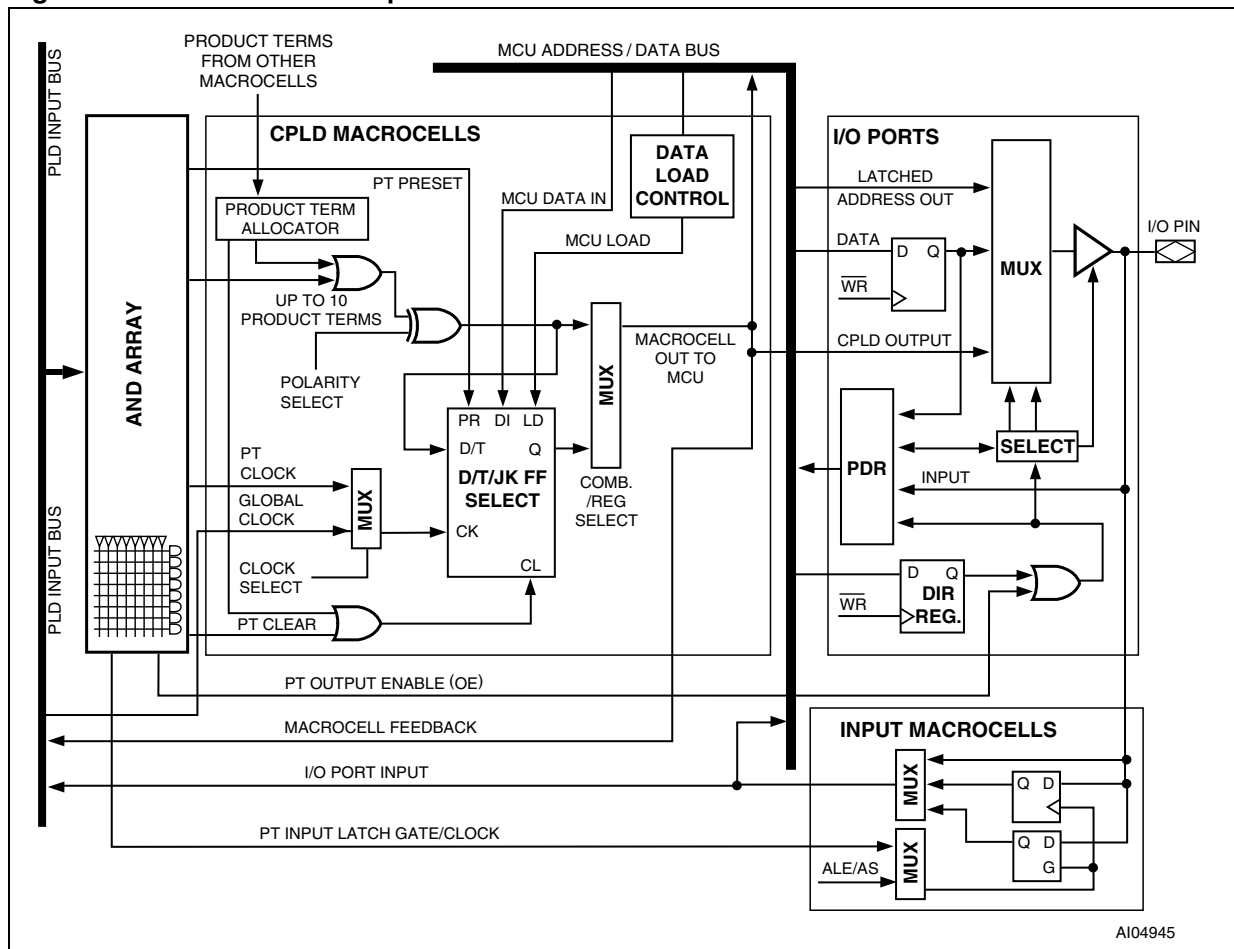 PRODUCT TERMS
FROM OTHER
MACROCELLS
MCU ADDRESS / DATA BUS
PLD INPUT BUS
CPLD MACROCELLS
I/O PORTS
DATA
LOAD
CONTROL
PT PRESET
MCU DATA IN
LATCHED
ADDRESS OUT
PRODUCT TERM
ALLOCATOR
I/O PIN
MCU LOAD
DATA
D Q
MUX
WR
UP TO 10
PRODUCT TERMS
AND ARRAY
MACROCELL
OUT TO
MCU
CPLD OUTPUT
POLARITY
SELECT
MUX
PR DI LD
D/T Q
D/T/JK FF
SELECT
CK
CL
COMB.
/REG
SELECT
PT
CLOCK
GLOBAL
CLOCK
MUX
CLOCK
SELECT
PT CLEAR
PDR
SELECT
INPUT
D Q
DIR
REG.
WR
PLD INPUT BUS
PT OUTPUT ENABLE (OE)
MACROCELL FEEDBACK
INPUT MACROCELLS
I/O PORT INPUT
MUX
Q D
PT INPUT LATCH GATE/CLOCK
MUX
Q D
G
ALE/AS
AI04945